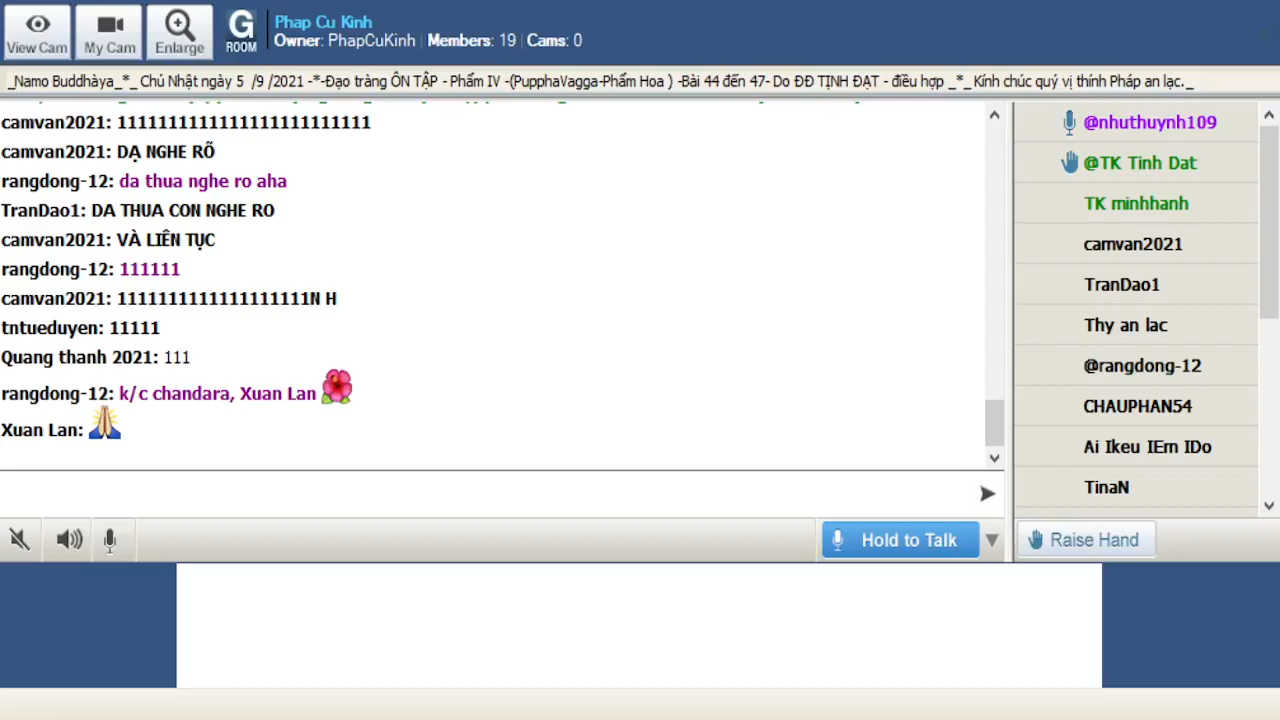 View Cam
My Cam
Enlarge
G
ROOM
Phap Cu Kinh
Owner: PhapCuKinh | Members: 19 | Cams: 0
_Namo Buddhàya_*_ Chủ Nhật ngày 5 /9 /2021 -*-Đạo tràng ÔN TẬP - Phẩm IV -(PupphaVagga-Phẩm Hoa ) -Bài 44 đến 47- Do ĐĐ TỊNH ĐẠT - điều hợp _*_ Kính chúc quý vị thính Pháp an lạc._
camvan2021: 1111111111111111111111111
camvan2021: DẠ NGHE RÕ
rangdong-12: da thua nghe ro aha
TranDao1: DA THUA CON NGHE RO
camvan2021: VÀ LIÊN TỤC
rangdong-12: 111111
camvan2021: 1111111111111111111N H
tntueduyen: 11111
Quang thanh 2021: 111
rangdong-12: k/c chandara, Xuan Lan
Xuan Lan:
@nhuthuynh109
@TK Tinh Dat
TK minhhanh
camvan2021
TranDao1
Thy an lac
@rangdong-12
CHAUPHAN54
Ai Ikeu IEm IDo
TinaN
Hold to Talk
Raise Hand